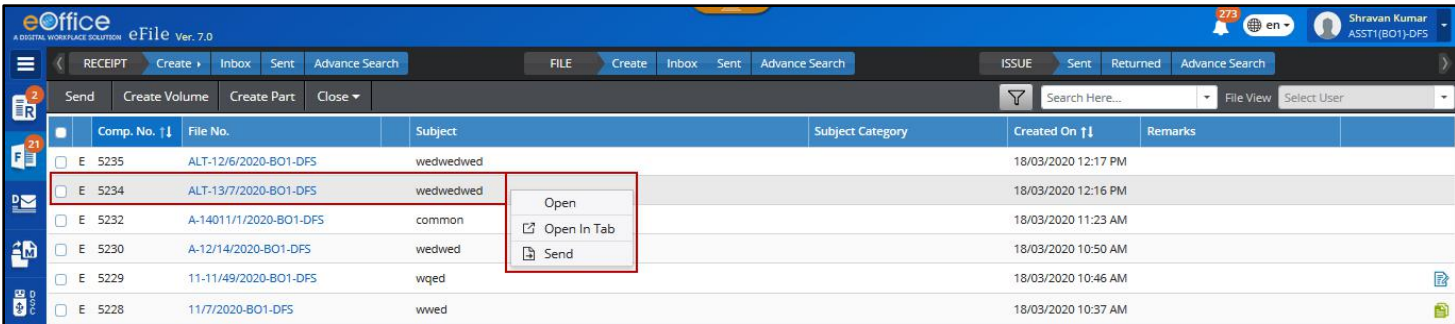 eOffice
A DIGITAL WORKPLACE SOLUTION eFile Ver. 7.0 273 en Shravan Kumar
ASST1(BO1)-DFS
RECEIPT Create Inbox Sent Advance Search FILE Create Inbox Sent Advance Search ISSUE Sent Returned Advance Search
2 R Send Create Volume Create Part Close Search Here... File View Select User
Comp. No. File No. Subject Subject Category Created On Remarks
21 F E 5235 ALT-12/6/2020-BO1-DFS wedwedwed 18/03/2020 12:17 PM
E 5234 ALT-13/7/2020-BO1-DFS wedwedwed 18/03/2020 12:16 PM
D
Open
E 5232 A-14011/1/2020-BO1-DFS common 18/03/2020 11:23 AM
Open In Tab
M E 5230 A-12/14/2020-BO1-DFS wedwed 18/03/2020 10:50 AM
Send
E 5229 11-11/49/2020-BO1-DFS wqed 18/03/2020 10:46 AM
DSC E 5228 11/7/2020-BO1-DFS wwed 18/03/2020 10:37 AM